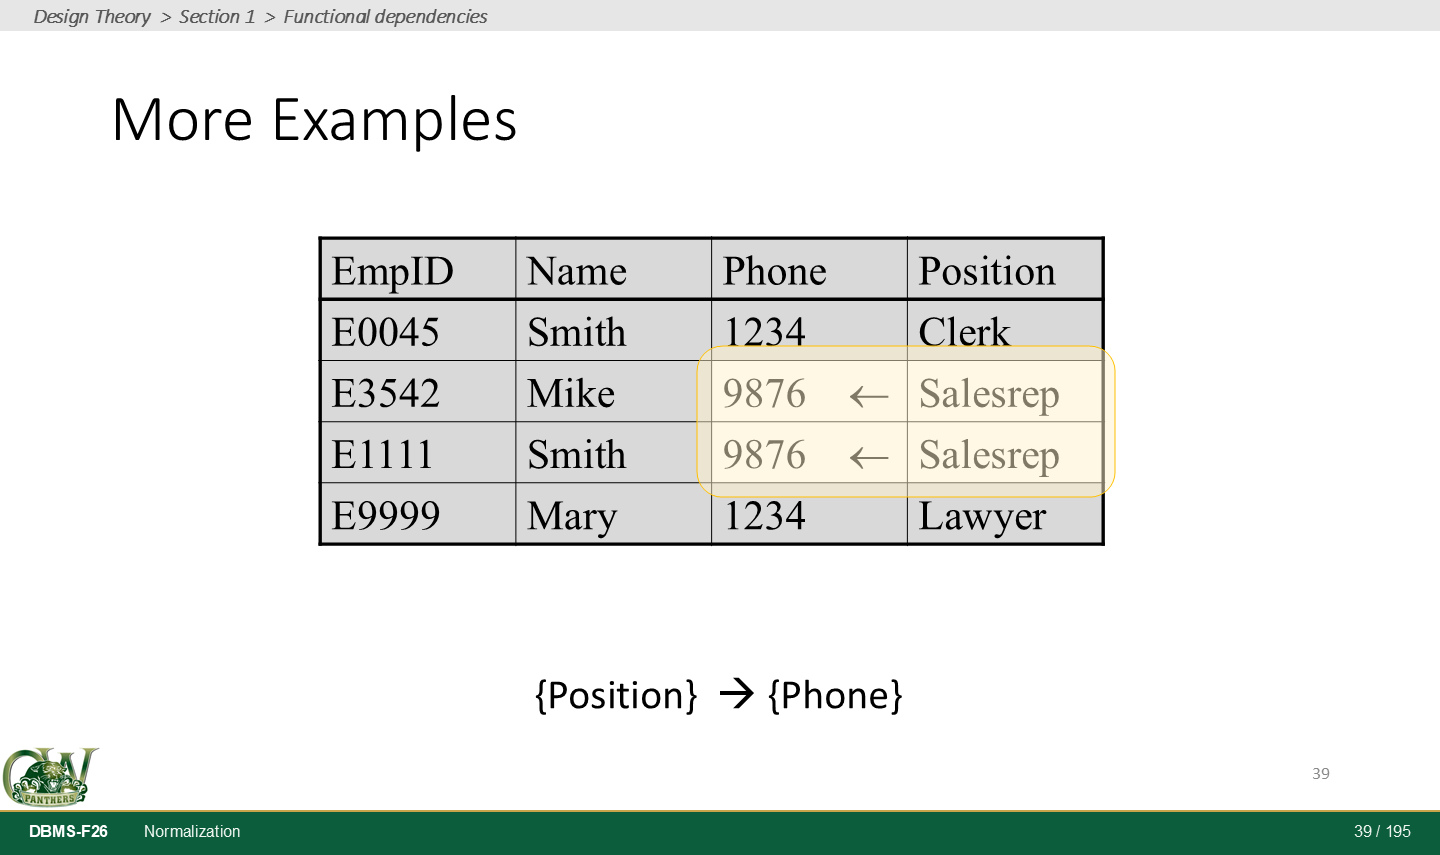 Design Theory > Section 1 > Functional dependencies
More Examples
EmpID Name Phone Position
E0045 Smith 1234 Clerk
E3542 Mike 9876 ← Salesrep
E1111 Smith 9876 ← Salesrep
E9999 Mary 1234 Lawyer
{Position} → {Phone}
OW
PANTHERS
39
DBMS-F26 Normalization 39 / 195